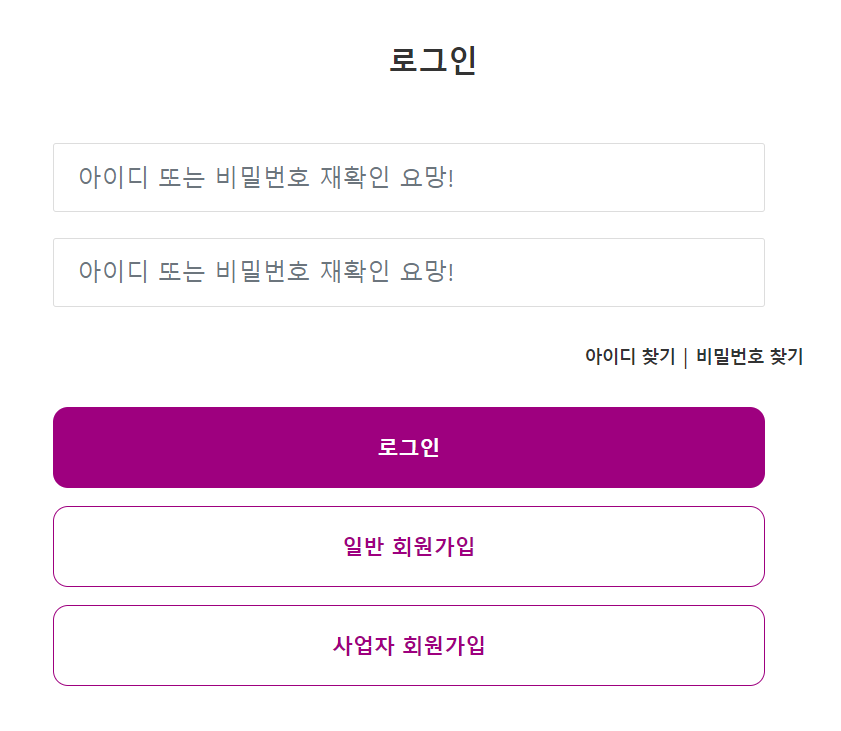 로그인
아이디 또는 비밀번호 재확인 요망!
아이디 또는 비밀번호 재확인 요망!
아이디 찾기 | 비밀번호 찾기
로그인
일반 회원가입
사업자 회원가입